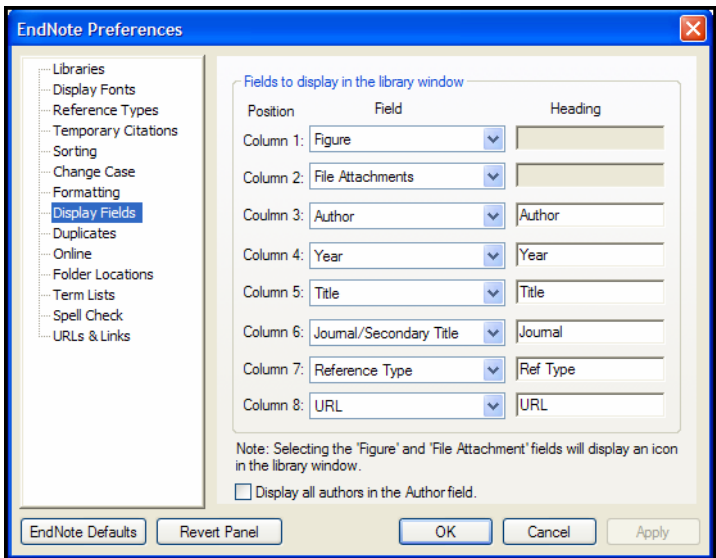 EndNote Preferences
Libraries
Display Fonts
Reference Types
Temporary Citations
Sorting
Change Case
Formatting
Display Fields
Duplicates
Online
Folder Locations
Term Lists
Spell Check
URLs & Links
Fields to display in the library window
Position Field Heading
Column 1: Figure
Column 2: File Attachments
Coulmn 3: Author Author
Column 4: Year Year
Column 5: Title Title
Column 6: Journal/Secondary Title Journal
Column 7: Reference Type Ref Type
Column 8: URL URL
Note: Selecting the 'Figure' and 'File Attachment' fields will display an icon
in the library window.
Display all authors in the Author field.
EndNote Defaults Revert Panel OK Cancel Apply